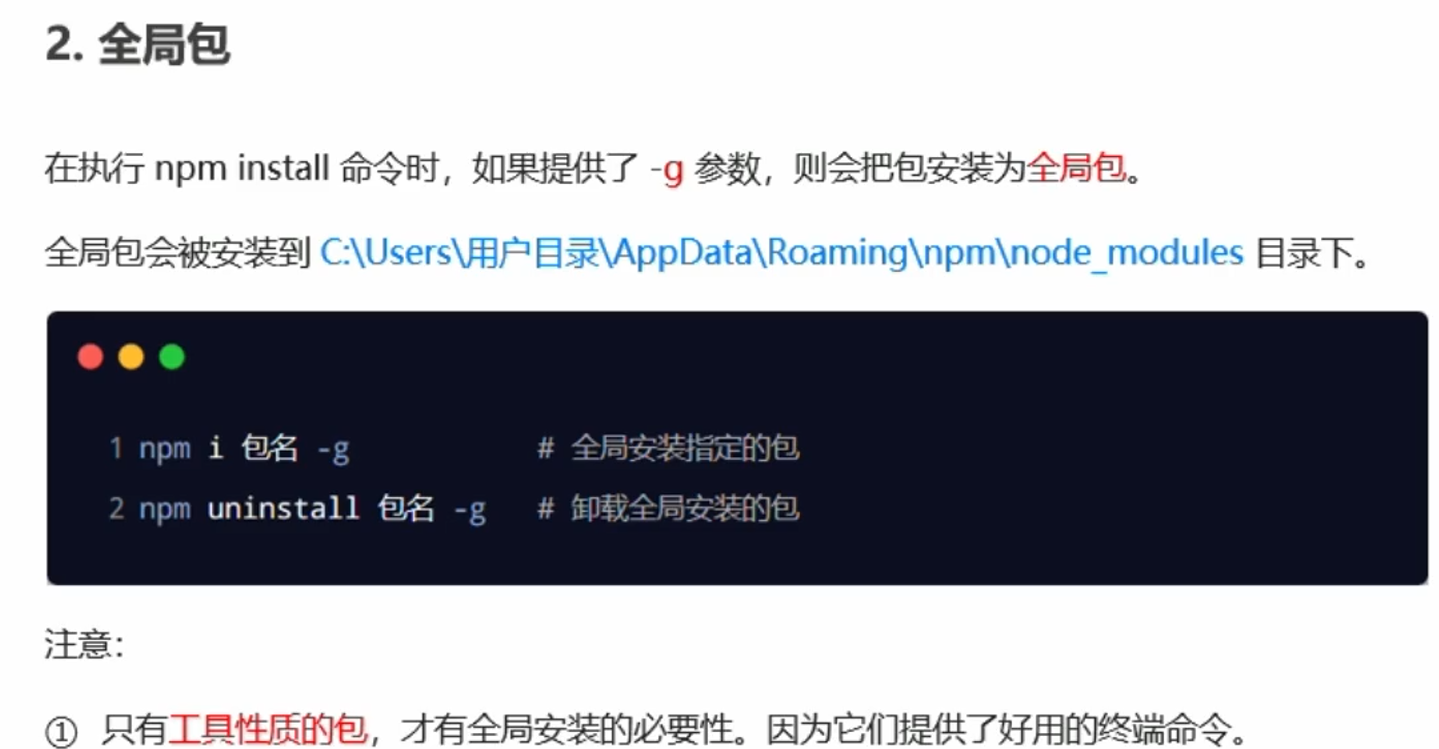 2. 全局包
在执行 npm install 命令时，如果提供了 -g 参数，则会把包安装为全局包。
全局包会被安装到 C:\Users\用户目录\AppData\Roaming\npm\node_modules 目录下。
1 npm i 包名 -g # 全局安装指定的包
2 npm uninstall 包名 -g # 卸载全局安装的包
注意：
① 只有工具性质的包，才有全局安装的必要性。因为它们提供了好用的终端命令。